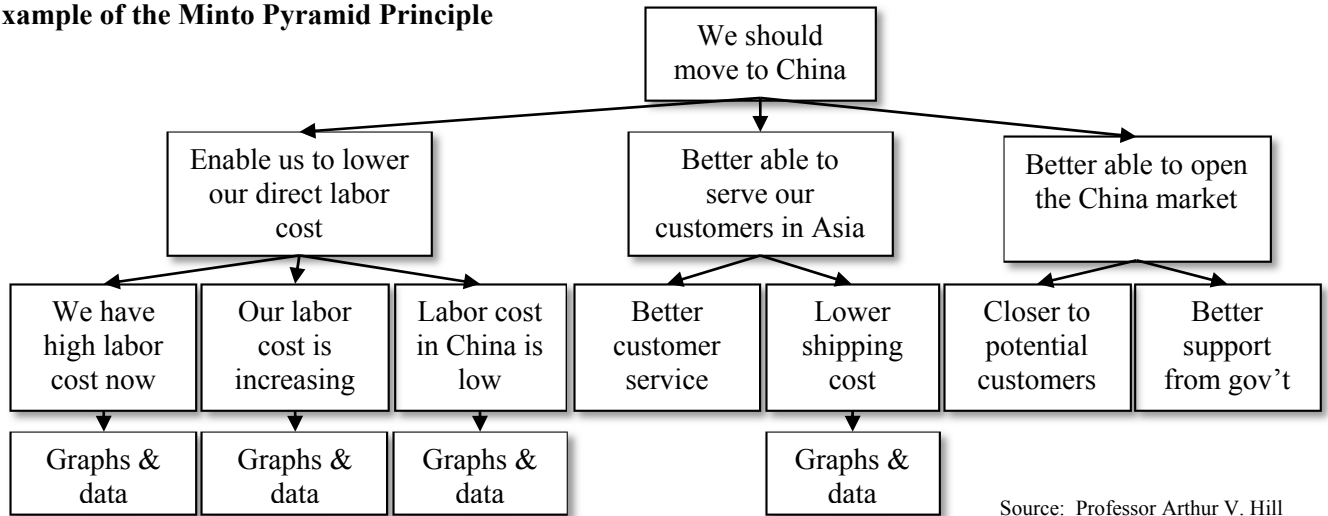 xample of the Minto Pyramid Principle
We should
move to China
Enable us to lower
our direct labor
cost
Better able to
serve our
customers in Asia
Better able to open
the China market
We have
high labor
cost now
Our labor
cost is
increasing
Labor cost
in China is
low
Better
customer
service
Lower
shipping
cost
Closer to
potential
customers
Better
support
from gov’t
Graphs &
data
Graphs &
data
Graphs &
data
Graphs &
data
Source:  Professor Arthur V. Hill